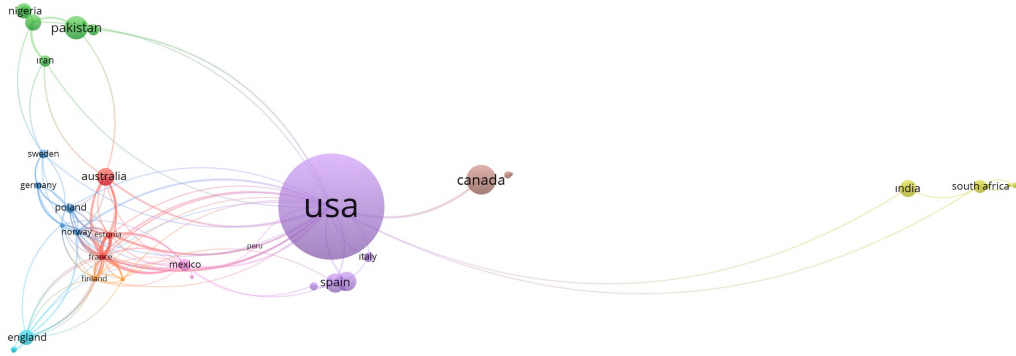 nigeria
pakistan
iran
sweden
germany
australia
poland
norway
estonia
france
finland
mexico
peru
usa
italy
spain
canada
india
south africa
england